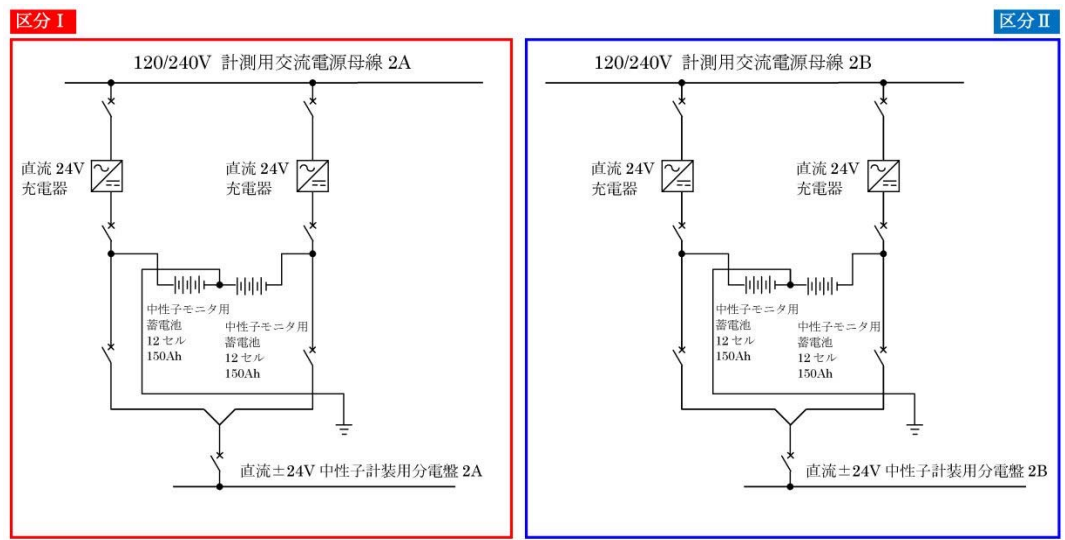 区分Ⅰ
120/240V 計測用交流電源母線 2A
直流 24V
充電器
直流 24V
充電器
中性子モニタ用
蓄電池
12 セル
150Ah
中性子モニタ用
蓄電池
12 セル
150Ah
直流±24V 中性子計装用分電盤 2A
区分Ⅱ
120/240V 計測用交流電源母線 2B
直流 24V
充電器
直流 24V
充電器
中性子モニタ用
蓄電池
12 セル
150Ah
中性子モニタ用
蓄電池
12 セル
150Ah
直流±24V 中性子計装用分電盤 2B